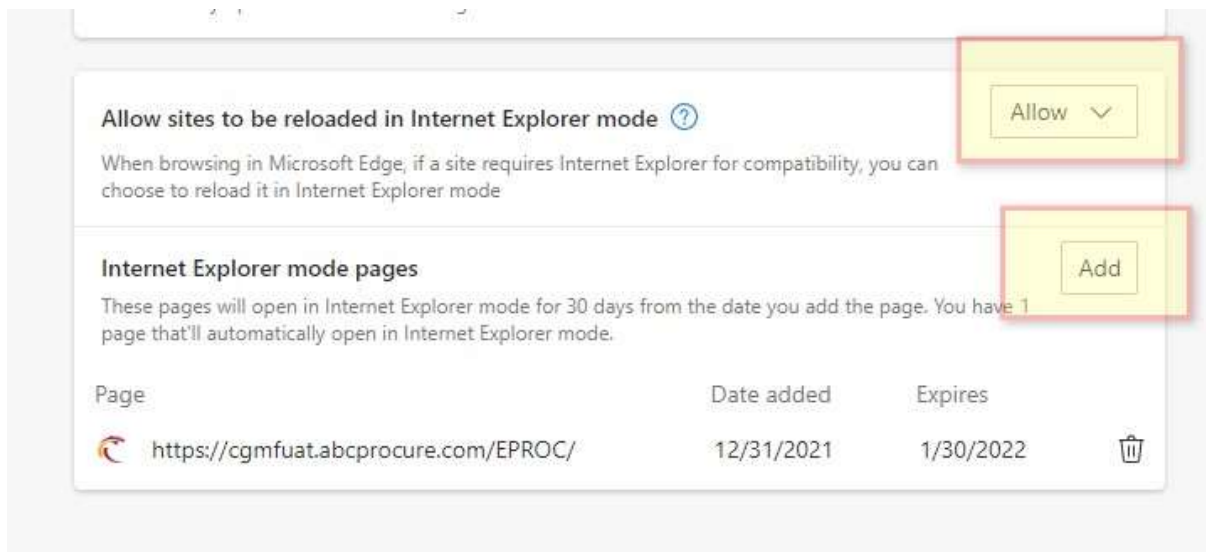 Allow sites to be reloaded in Internet Explorer mode
Allow
When browsing in Microsoft Edge, if a site requires Internet Explorer for compatibility, you can
choose to reload it in Internet Explorer mode
Internet Explorer mode pages
Add
These pages will open in Internet Explorer mode for 30 days from the date you add the page. You have 1
page that'll automatically open in Internet Explorer mode.
Page Date added Expires
https://cgmfuat.abcprocure.com/EPROC/ 12/31/2021 1/30/2022